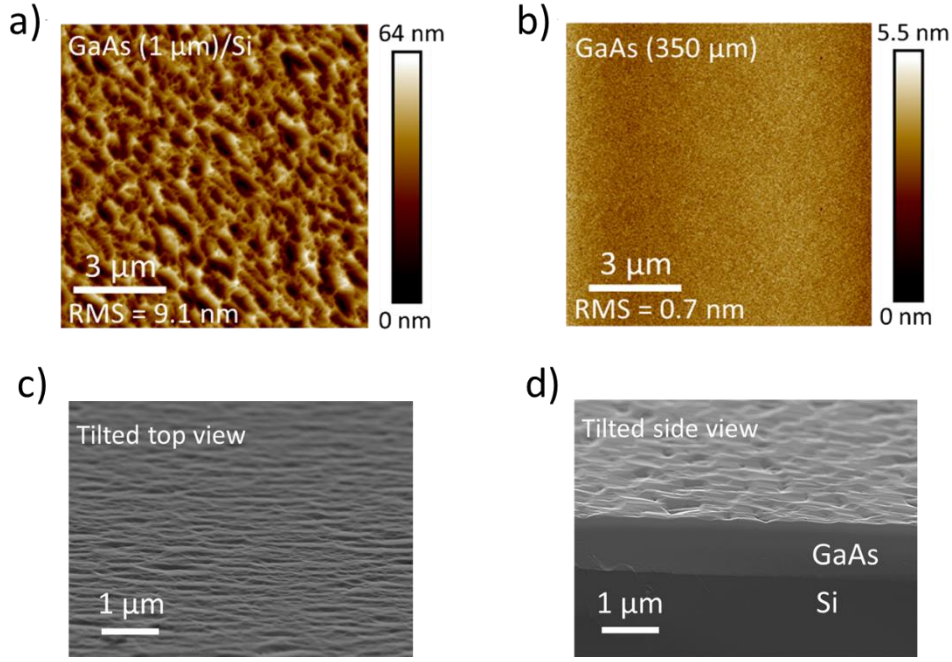 a)
GaAs (1 μm)/Si
64 nm
3 μm
RMS = 9.1 nm
0 nm
b)
GaAs (350 μm)
5.5 nm
3 μm
RMS = 0.7 nm
0 nm
c)
Tilted top view
1 μm
d)
Tilted side view
GaAs
Si
1 μm